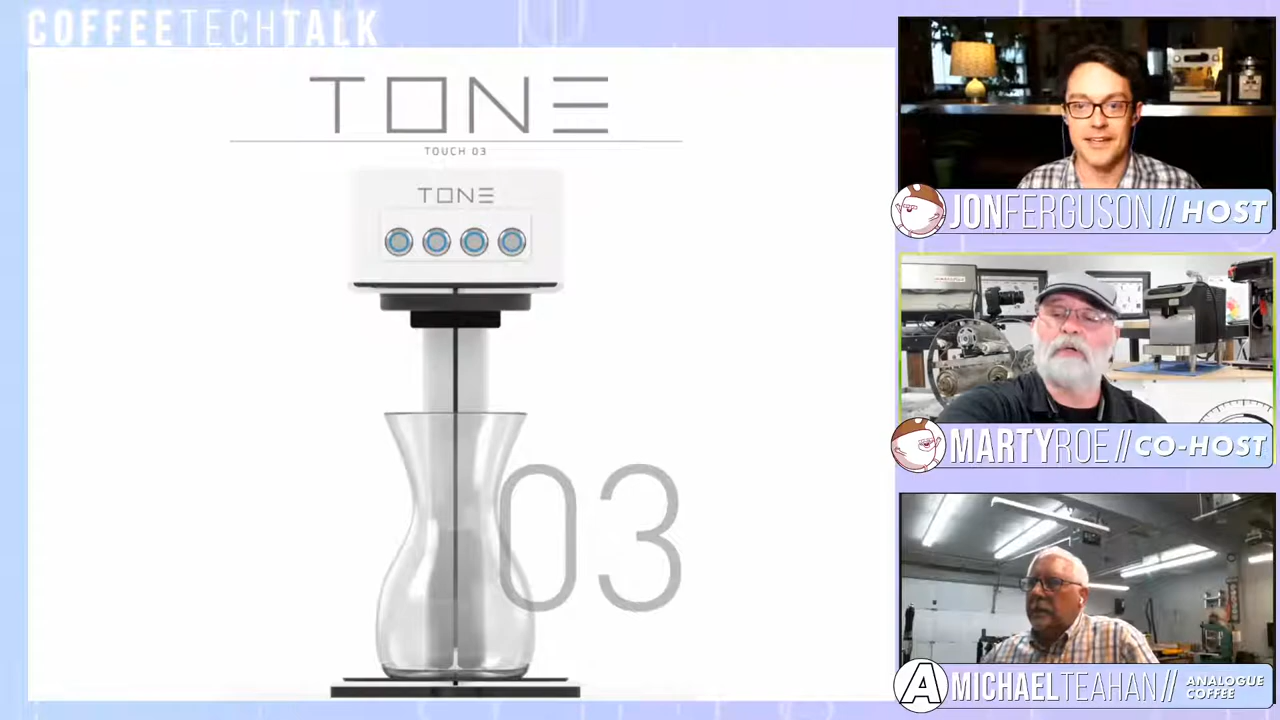 COFFEETECHTALK
TONE
TOUCH 03
TONE
03
JONFERGUSON//HOST
MARTYROE//CO-HOST
A MICHAELTEAHAN//ANALOGUE
COFFEE